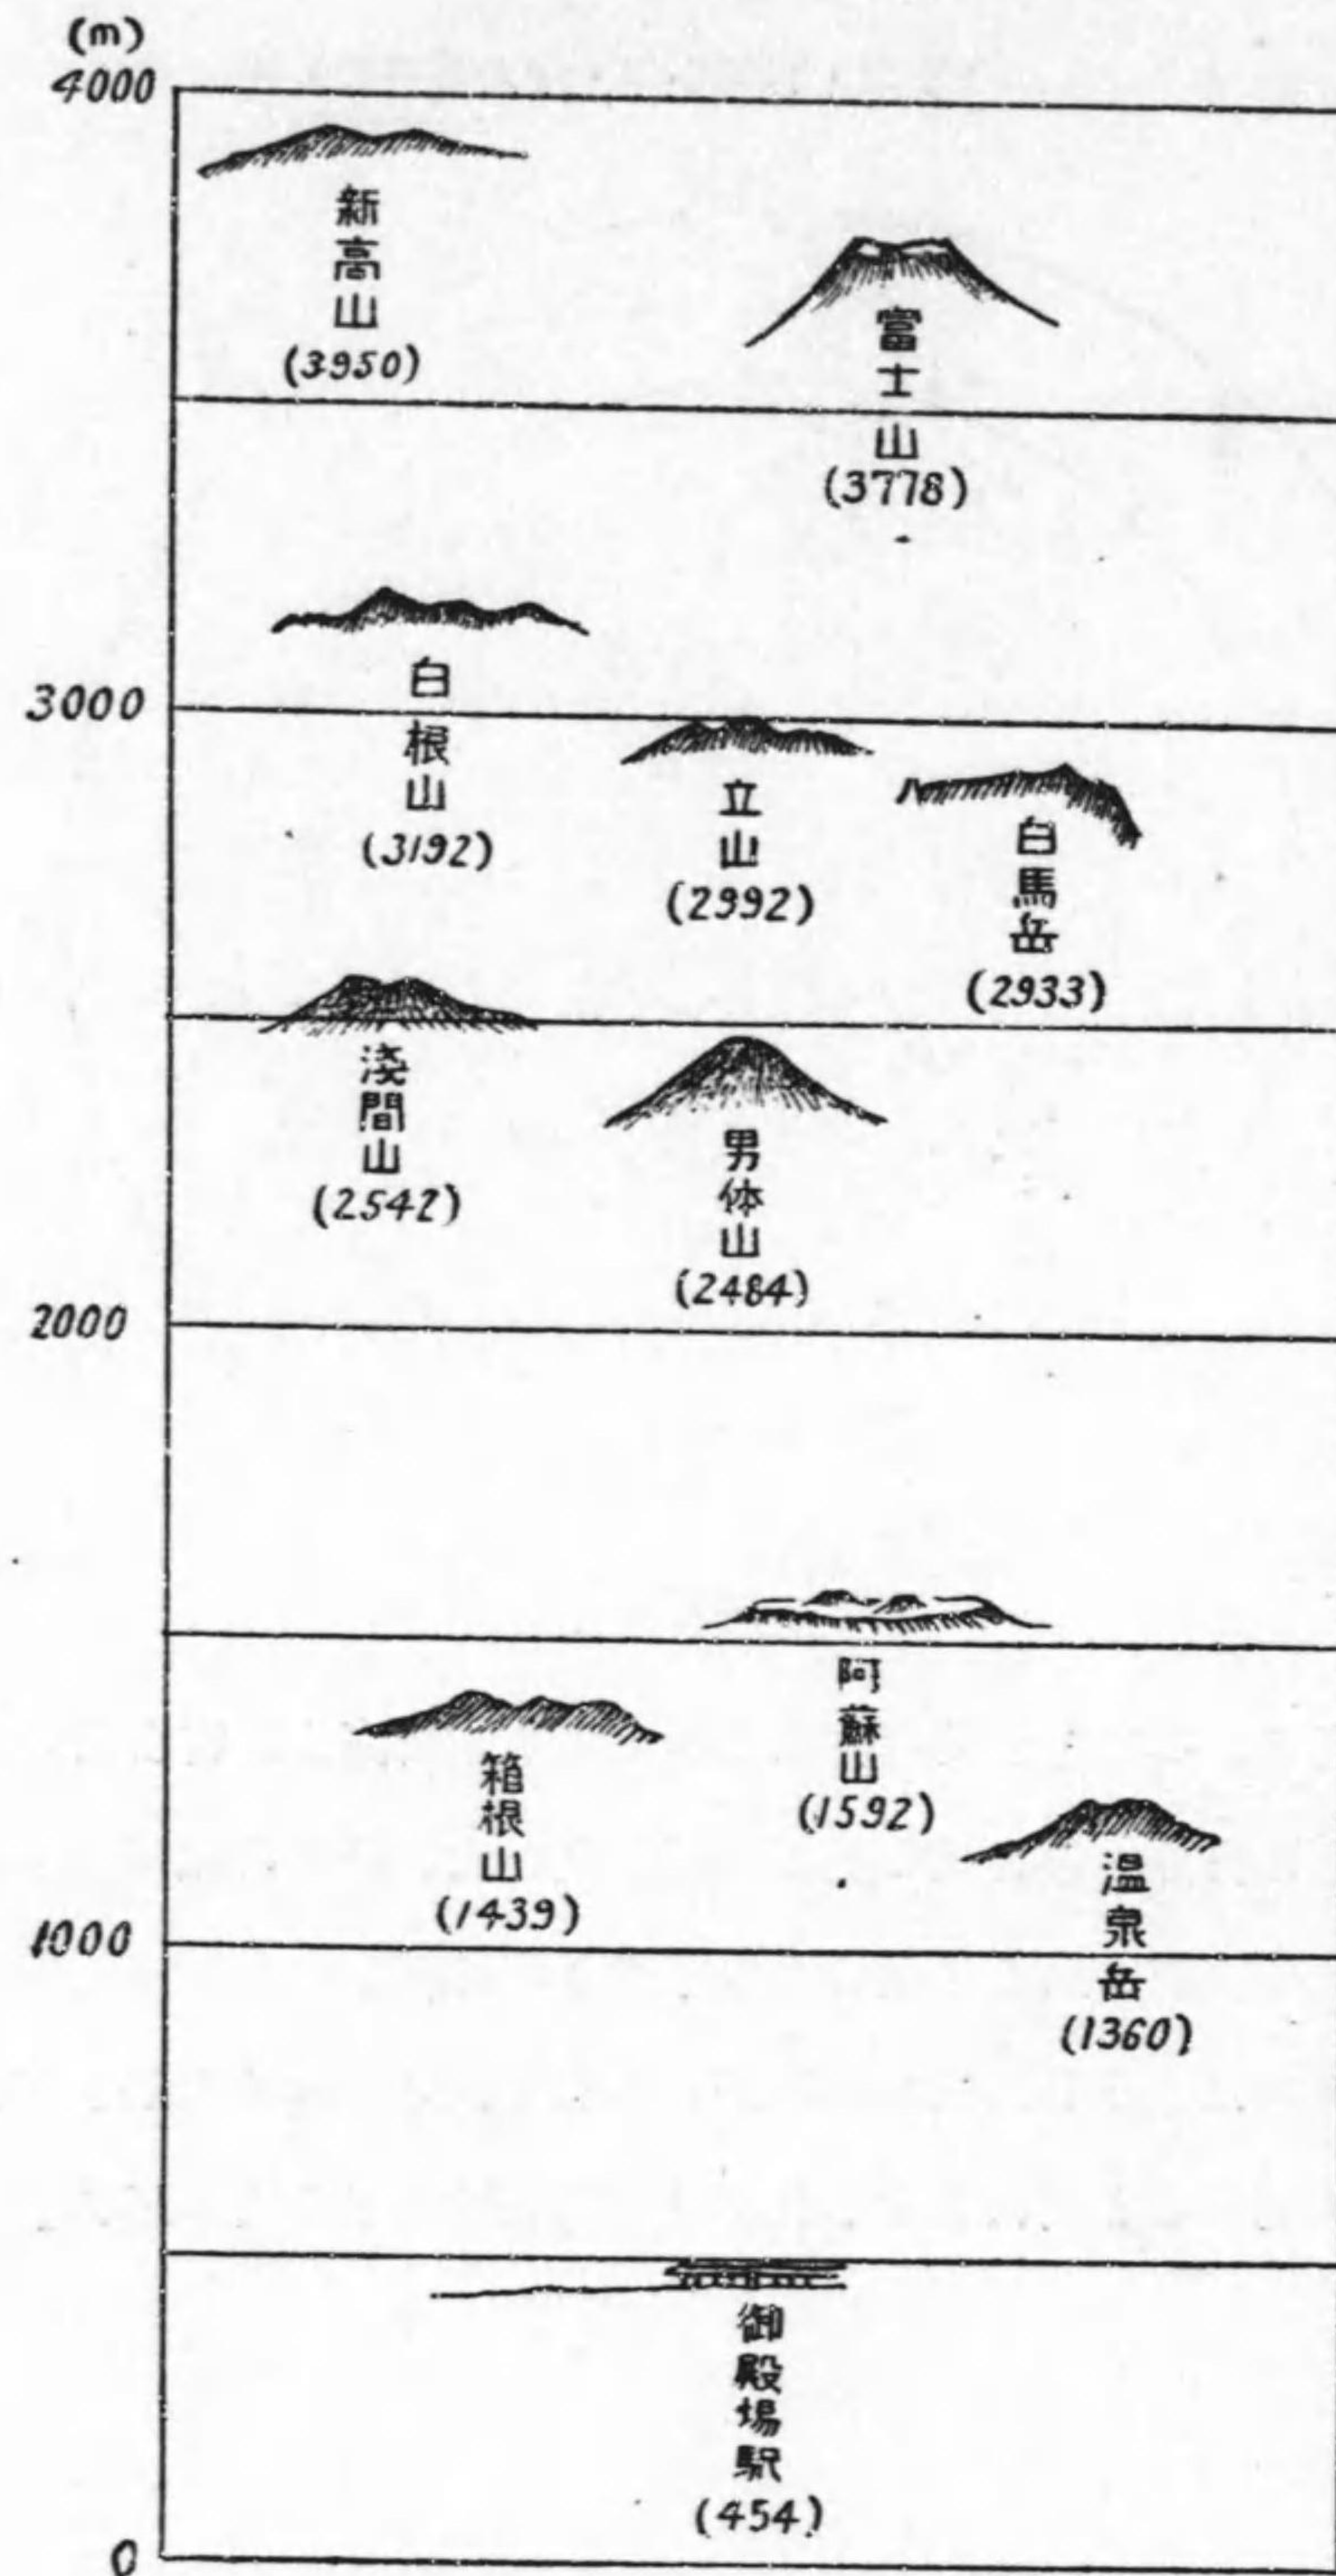 (m)
4000
新高山
(3950)
富士山
(3778)
白根山
(3192)
3000
立山
(2992)
白馬岳
(2933)
淺間山
(2542)
男体山
(2484)
2000
阿蘇山
(1592)
箱根山
(1439)
温泉岳
(1360)
1000
御殿場駅
(454)
0